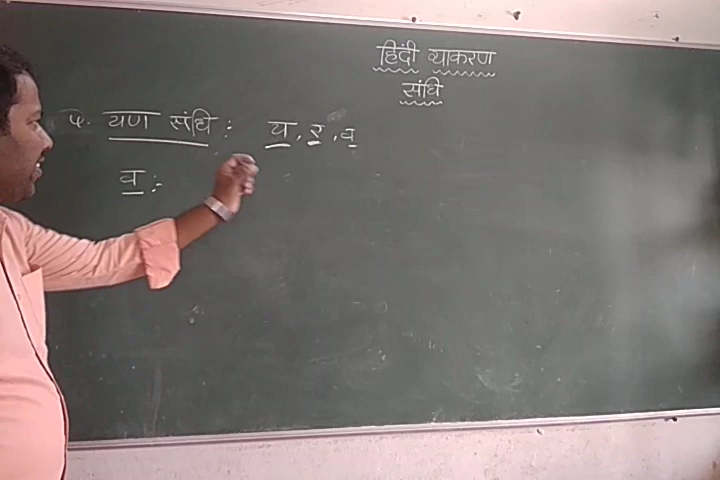 हिंदी व्याकरण
संधि
५. यण संधि : य, र, व
व :-